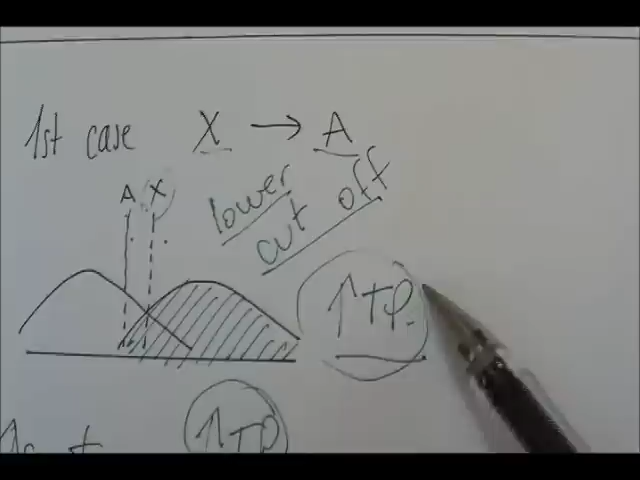 1st case X → A
A X
lower
cut off
↑TP.
↑TP